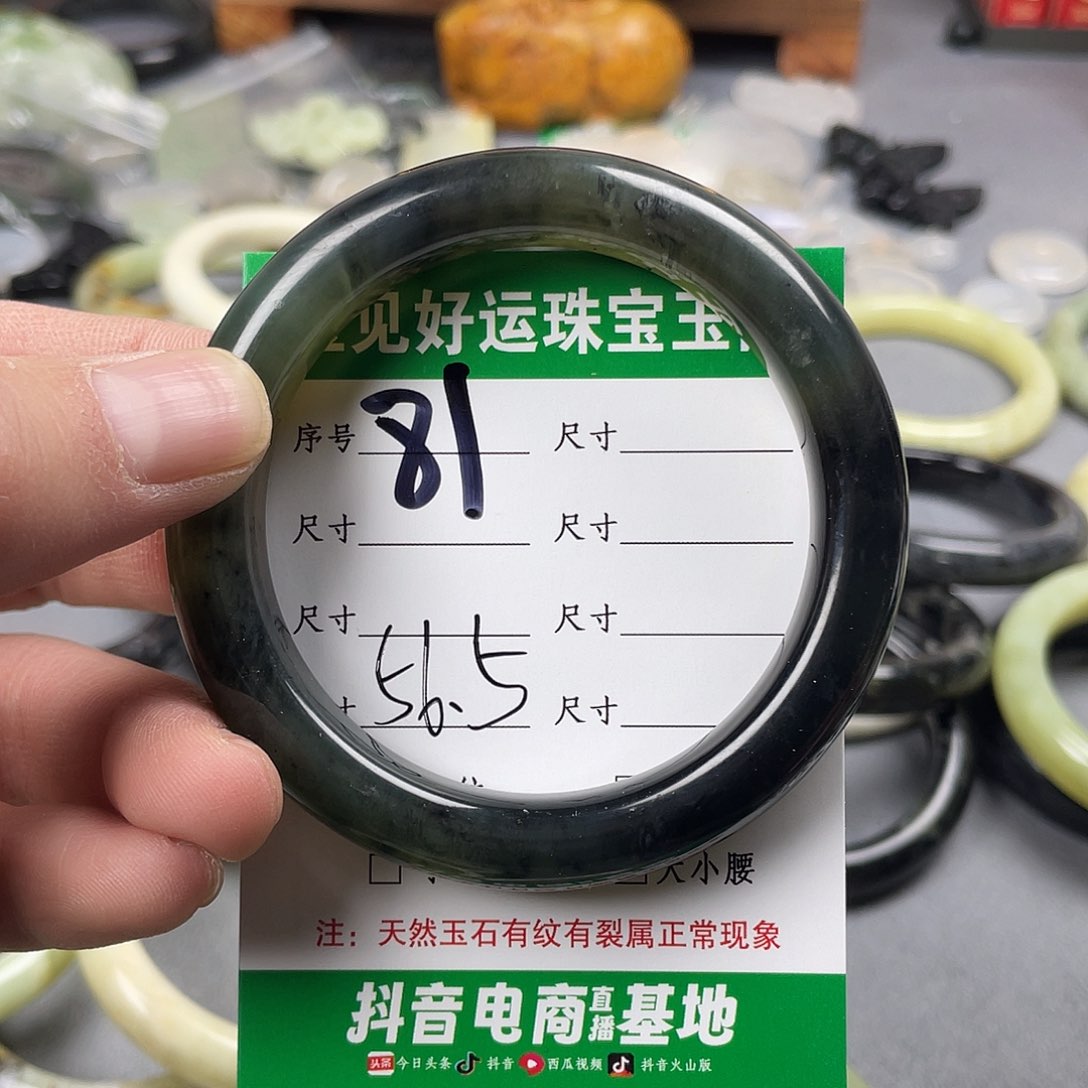 见好运珠宝玉
序号 81 尺寸
尺寸 尺寸
尺寸 尺寸
56.5 尺寸
大小腰
注：天然玉石有纹有裂属正常现象
抖音电商直播基地
头条 今日头条 抖音 西瓜视频 抖音火山版